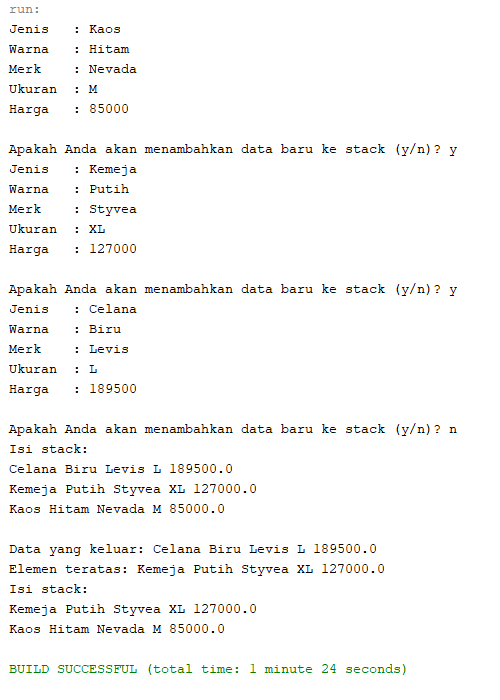 run:
Jenis   : Kaos
Warna   : Hitam
Merk    : Nevada
Ukuran  : M
Harga   : 85000

Apakah Anda akan menambahkan data baru ke stack (y/n)? y
Jenis   : Kemeja
Warna   : Putih
Merk    : Styvea
Ukuran  : XL
Harga   : 127000

Apakah Anda akan menambahkan data baru ke stack (y/n)? y
Jenis   : Celana
Warna   : Biru
Merk    : Levis
Ukuran  : L
Harga   : 189500

Apakah Anda akan menambahkan data baru ke stack (y/n)? n
Isi stack:
Celana Biru Levis L 189500.0
Kemeja Putih Styvea XL 127000.0
Kaos Hitam Nevada M 85000.0

Data yang keluar: Celana Biru Levis L 189500.0
Elemen teratas: Kemeja Putih Styvea XL 127000.0
Isi stack:
Kemeja Putih Styvea XL 127000.0
Kaos Hitam Nevada M 85000.0

BUILD SUCCESSFUL (total time: 1 minute 24 seconds)